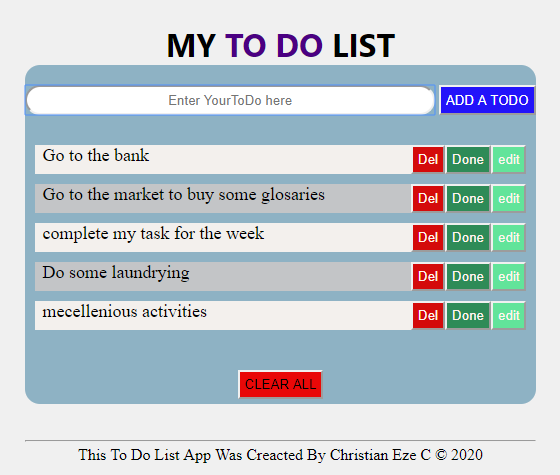 MY TO DO LIST
Enter YourToDo here ADD A TODO
Go to the bank Del Done edit
Go to the market to buy some glosaries Del Done edit
complete my task for the week Del Done edit
Do some laundrying Del Done edit
mecellenious activities Del Done edit
CLEAR ALL
This To Do List App Was Creacted By Christian Eze C © 2020